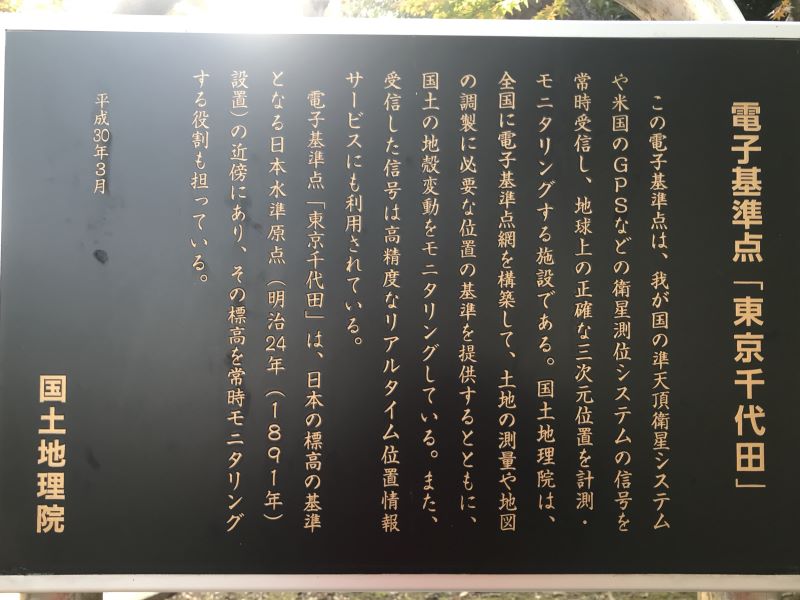 電子基準点「東京千代田」
この電子基準点は、我が国の準天頂衛星システム
や米国のGPSなどの衛星測位システムの信号を
常時受信し、地球上の正確な三次元位置を計測・
モニタリングする施設である。国土地理院は、
全国に電子基準点網を構築して、土地の測量や地図
の調製に必要な位置の基準を提供するとともに、
国土の地殻変動をモニタリングしている。また、
受信した信号は高精度なリアルタイム位置情報
サービスにも利用されている。
電子基準点「東京千代田」は、日本の標高の基準
となる日本水準原点（明治24年（1891年）
設置）の近傍にあり、その標高を常時モニタリング
する役割も担っている。
平成30年3月
国土地理院